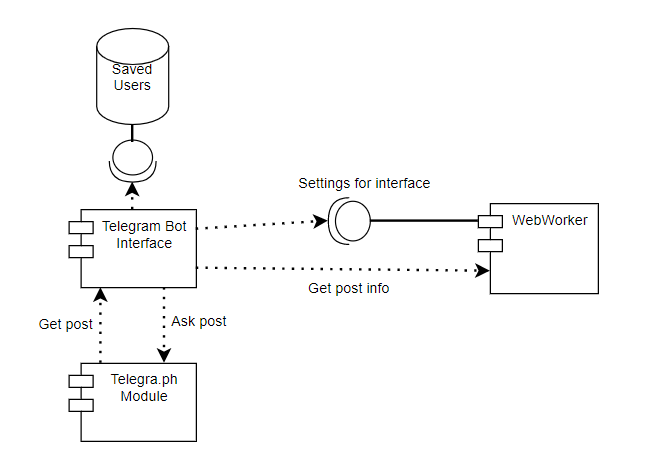 Saved
Users
Settings for interface
Telegram Bot
Interface
WebWorker
Get post info
Get post
Ask post
Telegra.ph
Module